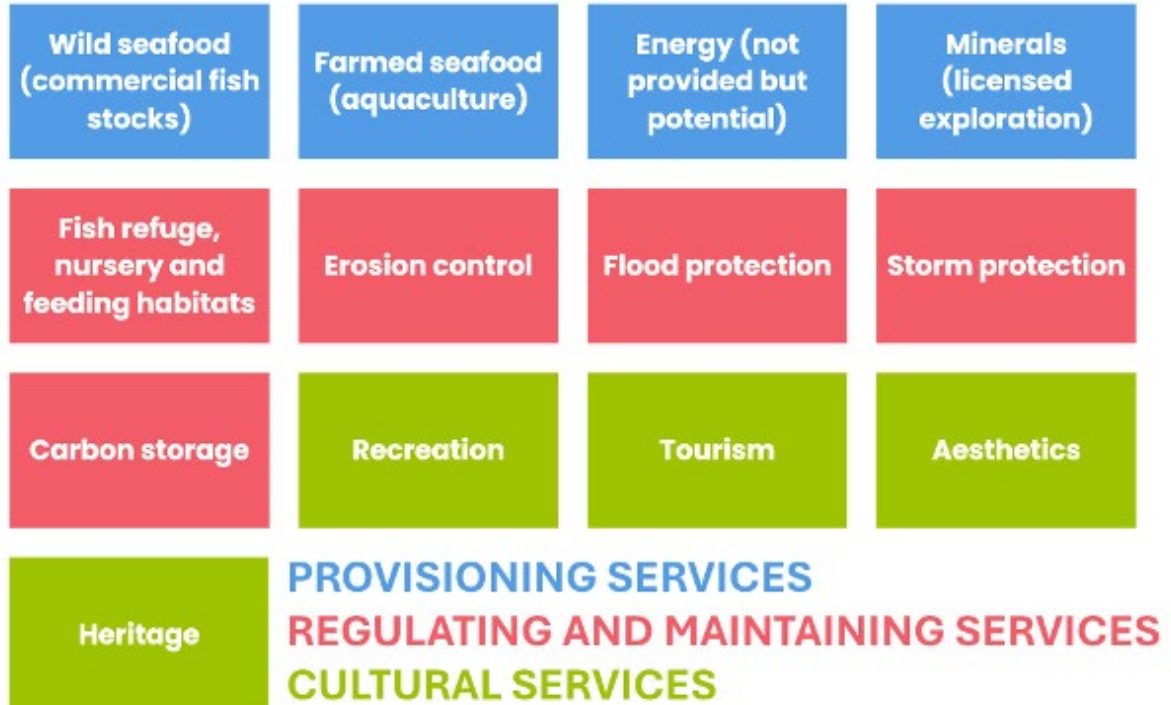 Wild seafood
(commercial fish
stocks)
Farmed seafood
(aquaculture)
Energy (not
provided but
potential)
Minerals
(licensed
exploration)
Fish refuge,
nursery and
feeding habitats
Erosion control
Flood protection
Storm protection
Carbon storage
Recreation
Tourism
Aesthetics
Heritage
PROVISIONING SERVICES
REGULATING AND MAINTAINING SERVICES
CULTURAL SERVICES